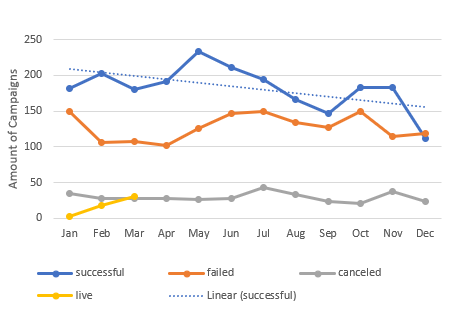 250
200
150
100
50
0
Amount of Campaigns
Jan Feb Mar Apr May Jun Jul Aug Sep Oct Nov Dec
successful failed canceled
live Linear (successful)